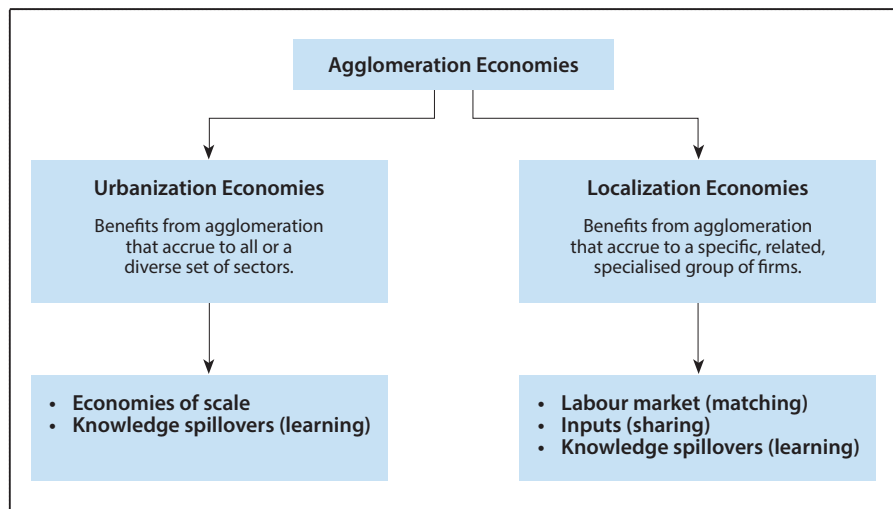 Agglomeration Economies
Urbanization Economies
Benefits from agglomeration
that accrue to all or a
diverse set of sectors.
Localization Economies
Benefits from agglomeration
that accrue to a specific, related,
specialised group of firms.
• Economies of scale
• Knowledge spillovers (learning)
• Labour market (matching)
• Inputs (sharing)
• Knowledge spillovers (learning)